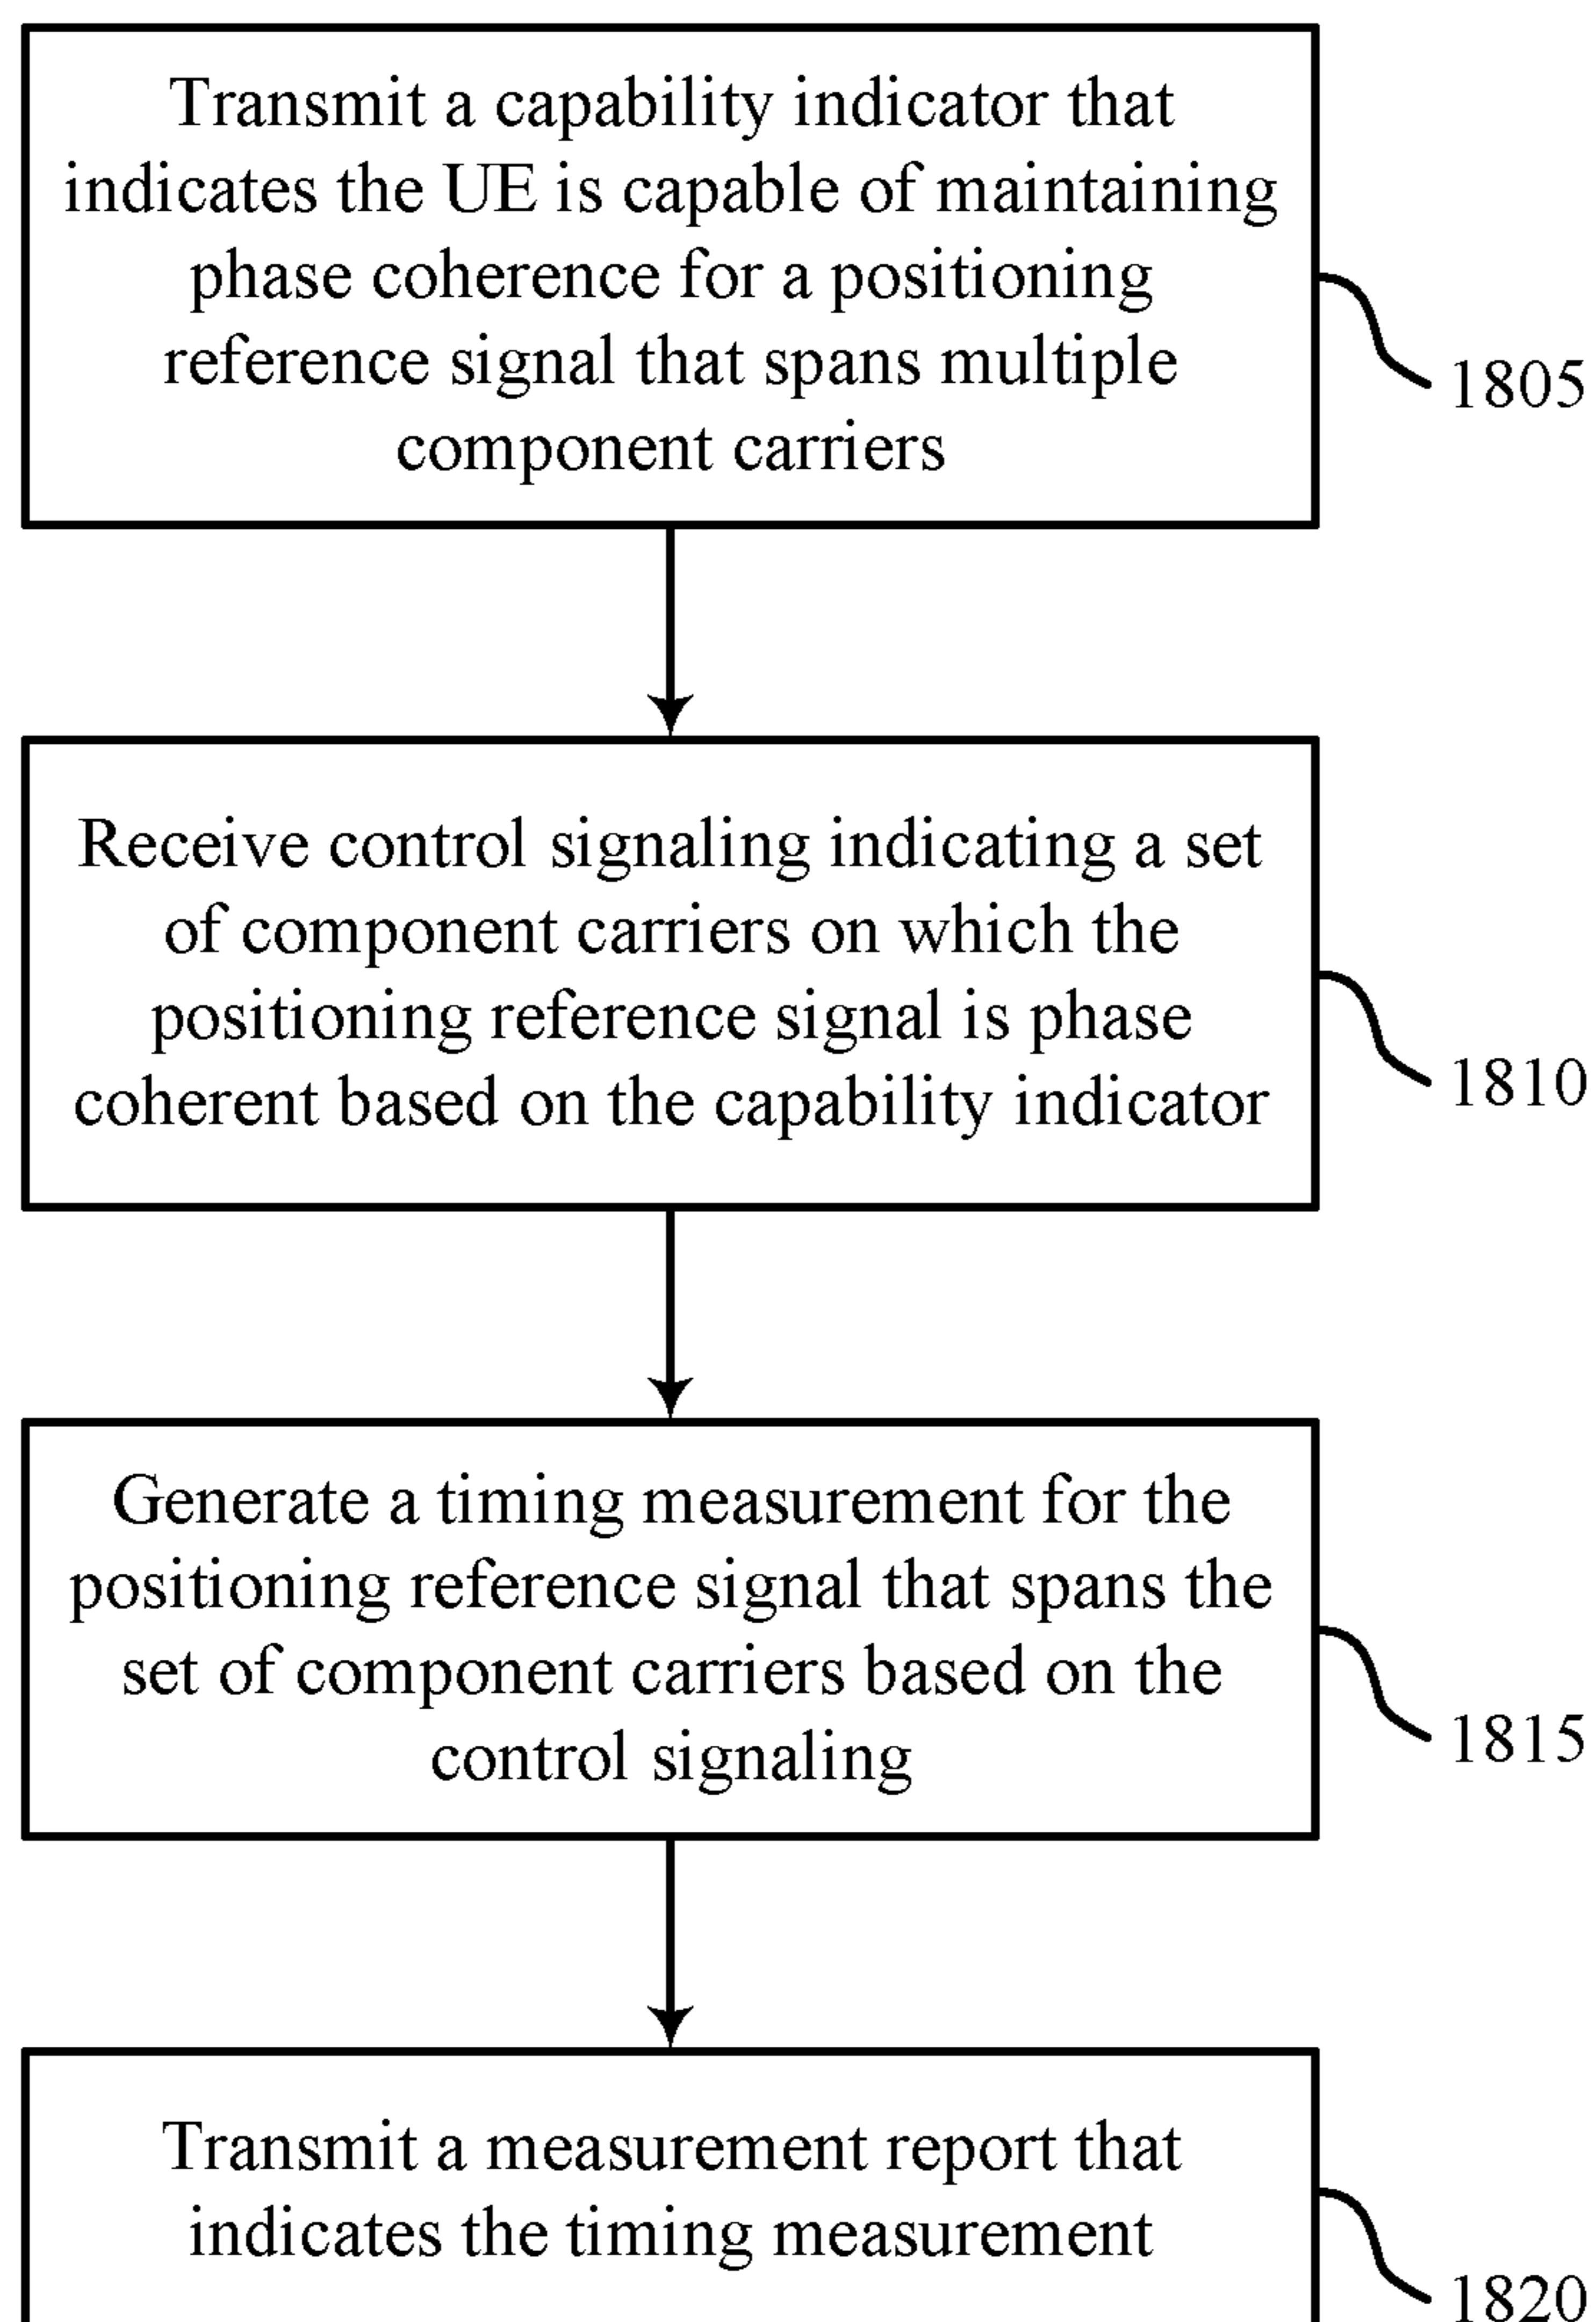 Transmit a capability indicator that
indicates the UE is capable of maintaining
phase coherence for a positioning
reference signal that spans multiple
component carriers
1805
Receive control signaling indicating a set
of component carriers on which the
positioning reference signal is phase
coherent based on the capability indicator
1810
Generate a timing measurement for the
positioning reference signal that spans the
set of component carriers based on the
control signaling
1815
Transmit a measurement report that
indicates the timing measurement
1820